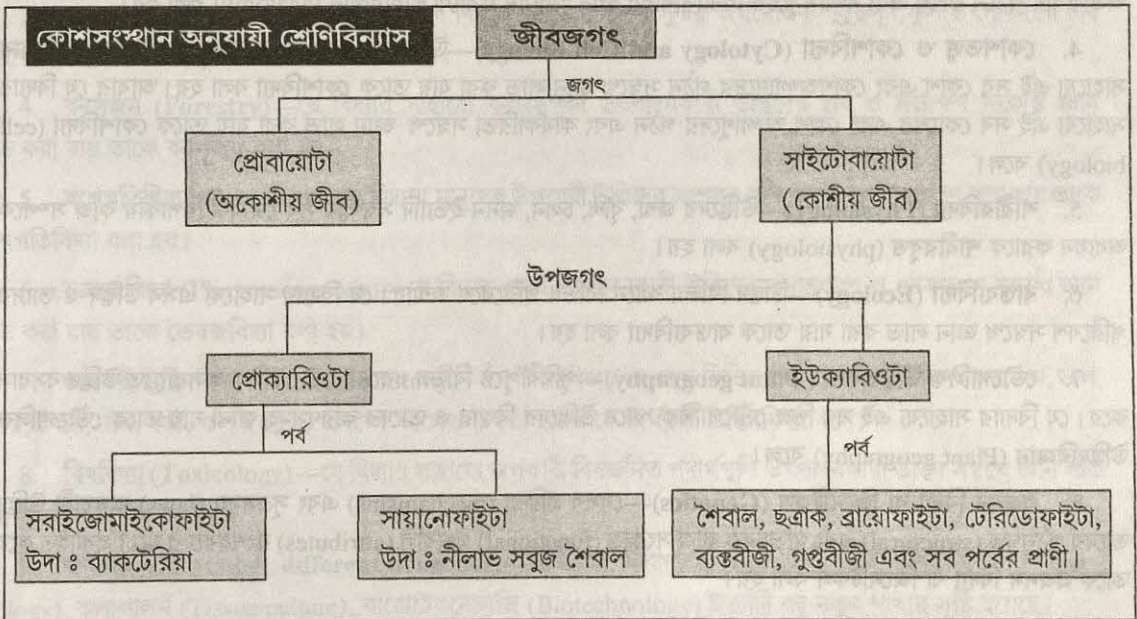 কোশসংস্থান অনুযায়ী শ্রেণিবিন্যাস
জীবজগৎ
জগৎ
প্রোবায়োটা
(অকোশীয় জীব)
সাইটোবায়োটা
(কোশীয় জীব)
উপজগৎ
প্রোক্যারিওটা
ইউক্যারিওটা
পর্ব
পর্ব
সরাইজোমাইকোফাইটা
উদা : ব্যাকটেরিয়া
সায়ানোফাইটা
উদা : নীলাভ সবুজ শৈবাল
শৈবাল, ছত্রাক, ব্রায়োফাইটা, টেরিডোফাইটা,
ব্যক্তবীজী, গুপ্তবীজী এবং সব পর্বের প্রাণী।